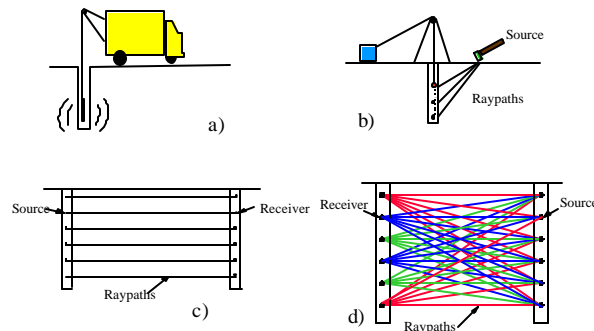 a)
Source
Raypaths
b)
Source
Receiver
Raypaths
c)
Receiver
Source
Raypaths
d)